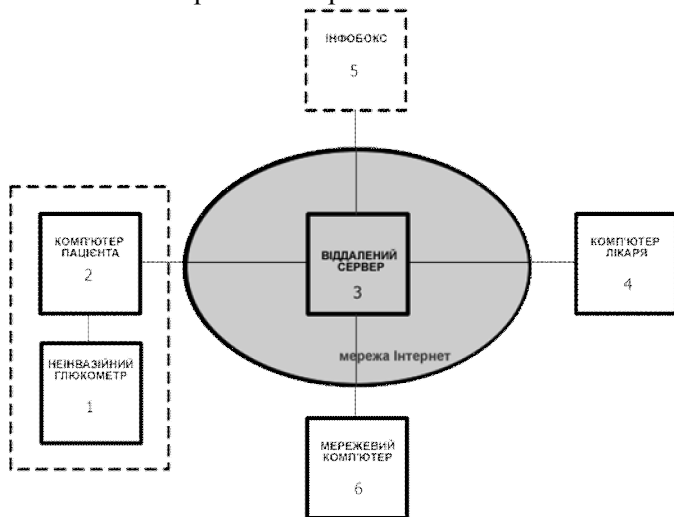 ІНФОБОКС
5
КОМП'ЮТЕР
ПАЦІЄНТА
2
ВІДДАЛЕНИЙ
СЕРВЕР
3
КОМП'ЮТЕР
ЛІКАРЯ
4
НЕІНВАЗІЙНИЙ
ГЛЮКОМЕТР
1
мережа Інтернет
МЕРЕЖЕВИЙ
КОМП'ЮТЕР
6